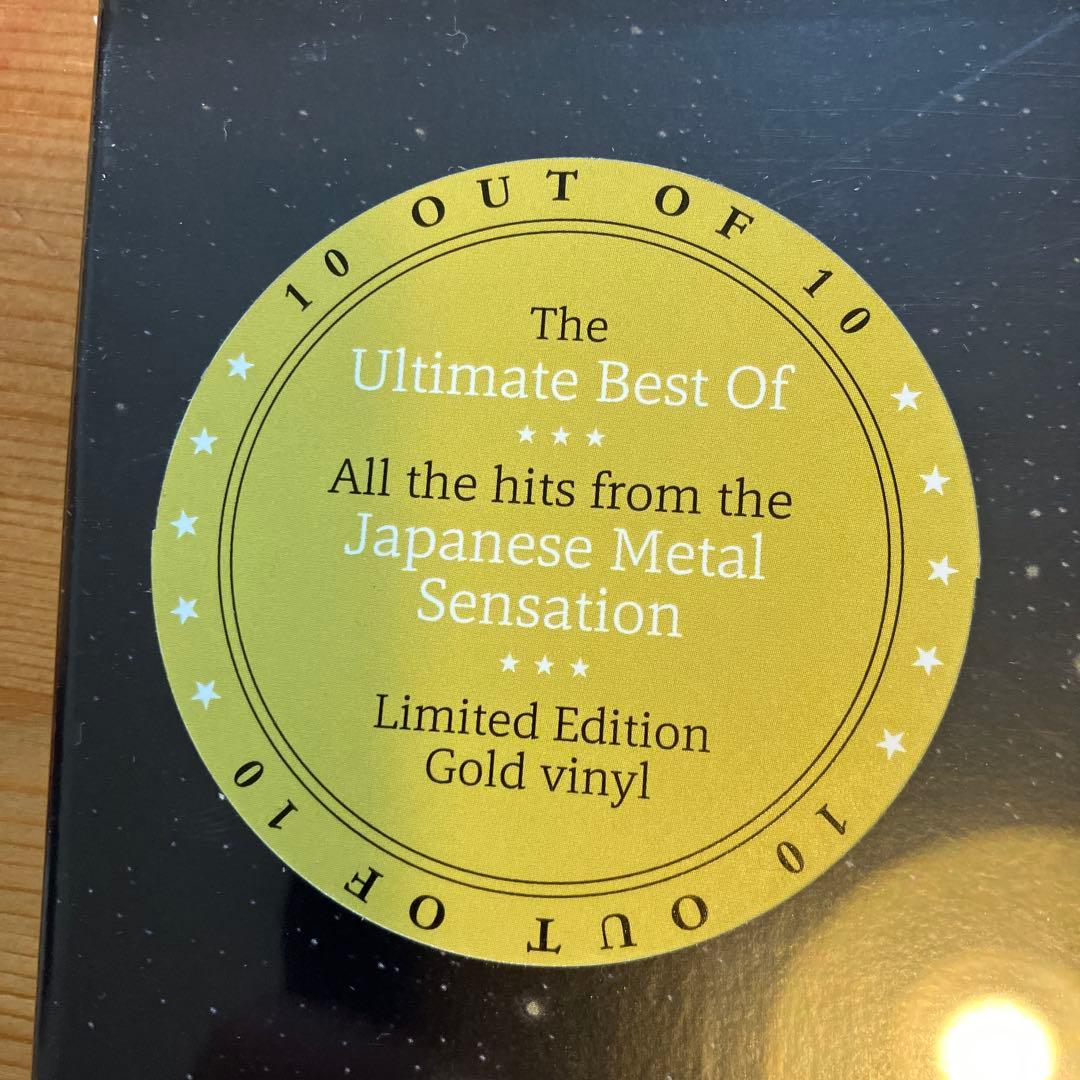 10 OUT OF 10
The
Ultimate Best Of
All the hits from the
Japanese Metal
Sensation
Limited Edition
Gold vinyl
10 OUT OF 10